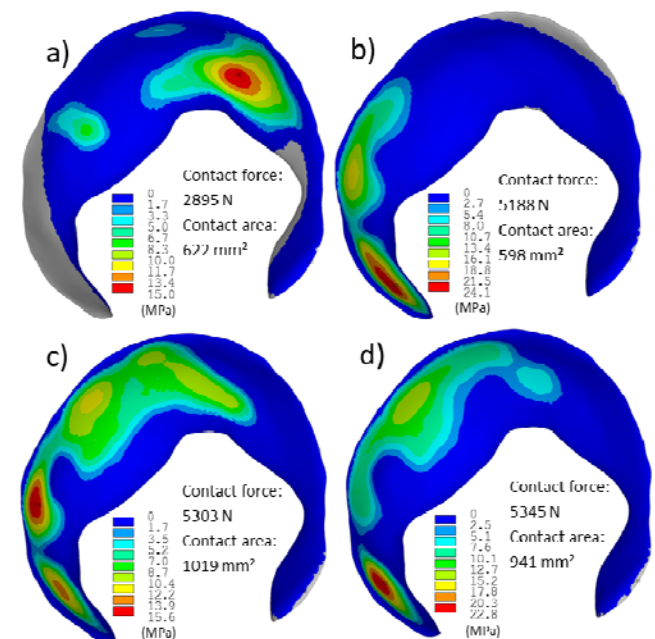 a)
Contact force:
2895 N
Contact area:
622 mm²
0
1.7
3.3
5.0
6.7
8.3
10.0
11.7
13.4
15.0
(MPa)
b)
Contact force:
5188 N
Contact area:
598 mm²
0
2.7
5.4
8.0
10.7
13.4
16.1
18.8
21.5
24.1
(MPa)
c)
Contact force:
5303 N
Contact area:
1019 mm²
0
1.7
3.5
5.2
7.0
8.7
10.4
12.2
13.9
15.6
(MPa)
d)
Contact force:
5345 N
Contact area:
941 mm²
0
2.5
5.1
7.6
10.1
12.7
15.2
17.8
20.3
22.8
(MPa)